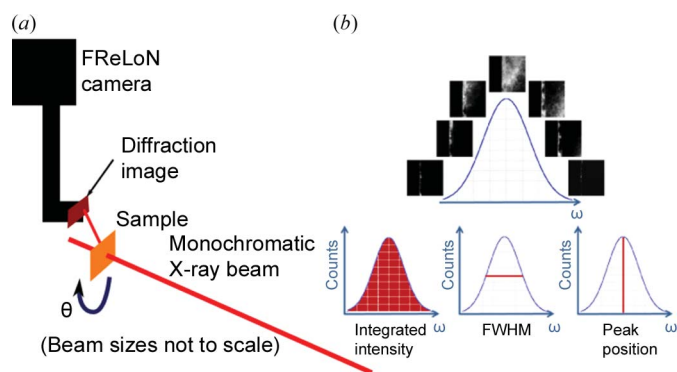 (a)
FReLoN
camera
Diffraction
image
Sample
Monochromatic
X-ray beam
θ
(Beam sizes not to scale)
(b)
ω
Counts
ω
Integrated
intensity
Counts
ω
FWHM
Counts
ω
Peak
position